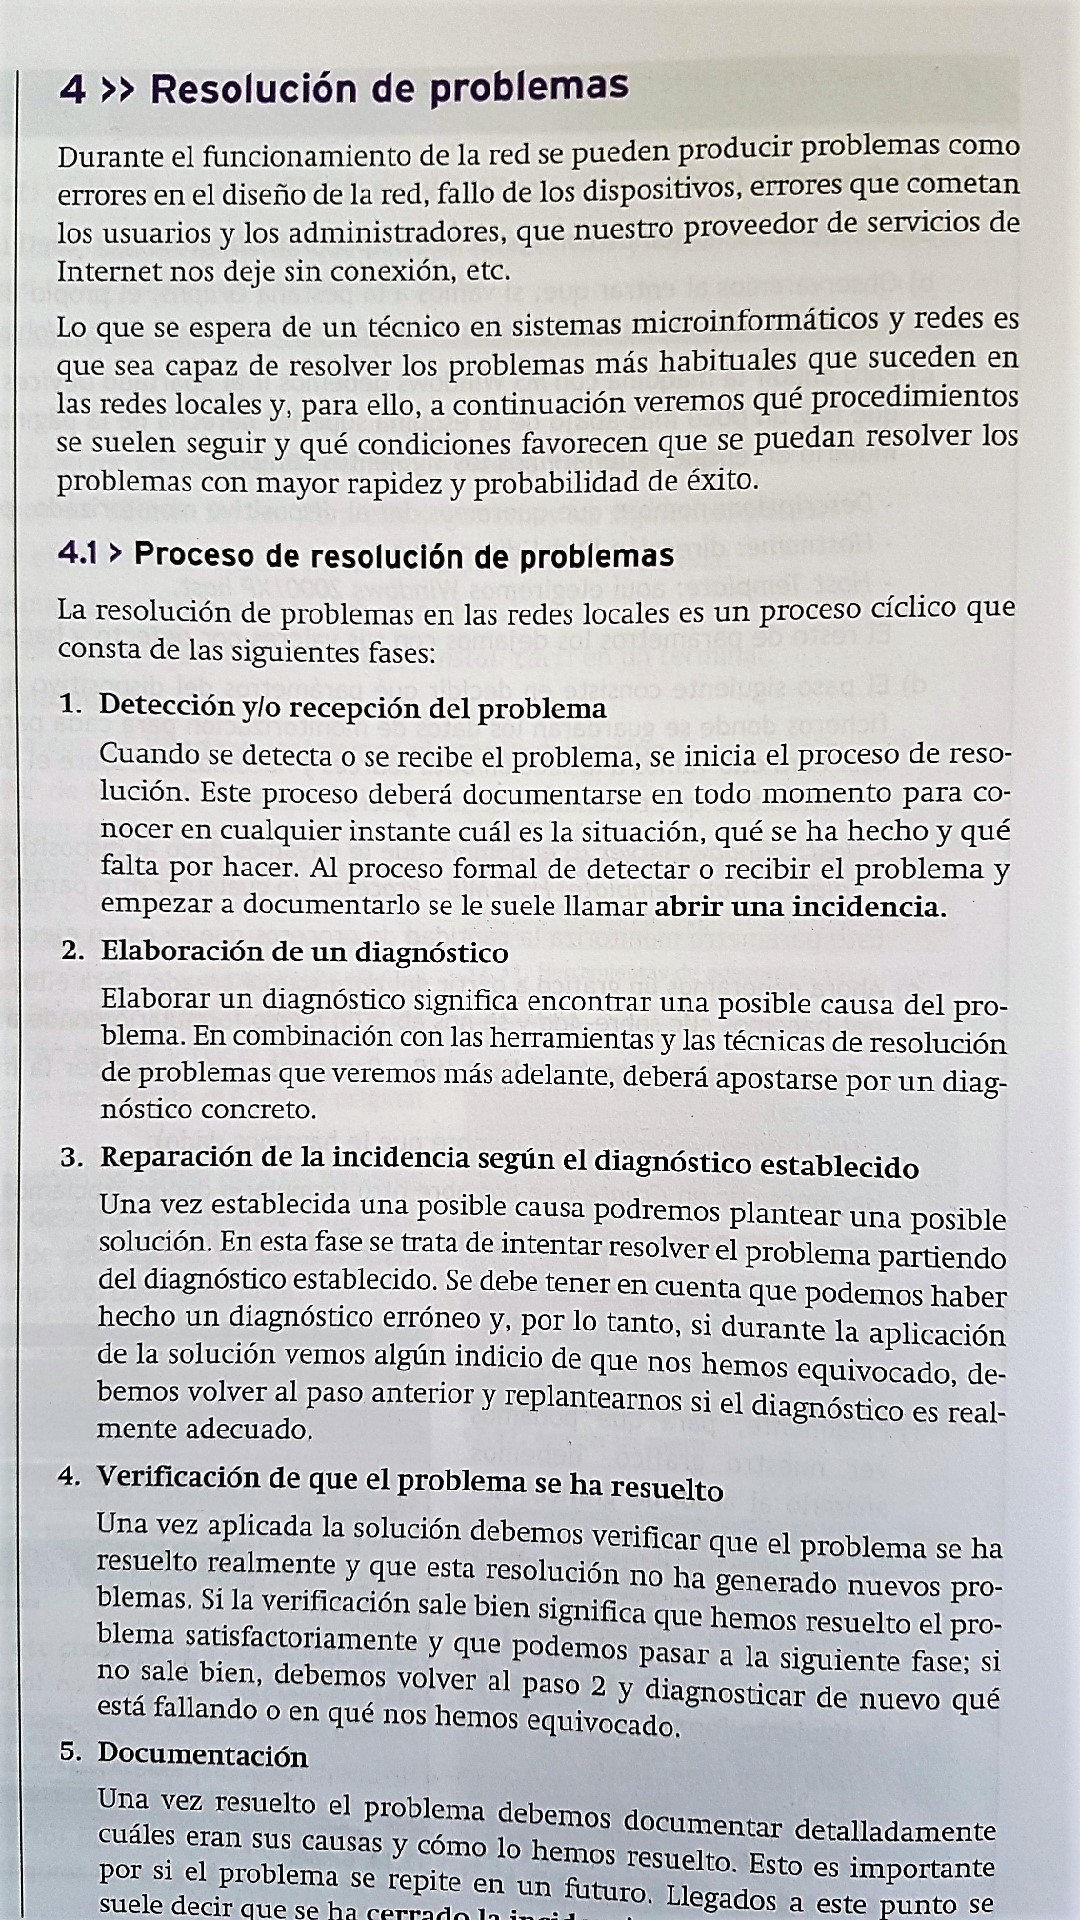 4 >> Resolución de problemas
Durante el funcionamiento de la red se pueden producir problemas como
errores en el diseño de la red, fallo de los dispositivos, errores que cometan
los usuarios y los administradores, que nuestro proveedor de servicios de
Internet nos deje sin conexión, etc.
Lo que se espera de un técnico en sistemas microinformáticos y redes es
que sea capaz de resolver los problemas más habituales que suceden en
las redes locales y, para ello, a continuación veremos qué procedimientos
se suelen seguir y qué condiciones favorecen que se puedan resolver los
problemas con mayor rapidez y probabilidad de éxito.
4.1 > Proceso de resolución de problemas
La resolución de problemas en las redes locales es un proceso cíclico que
consta de las siguientes fases:
1. Detección y/o recepción del problema
Cuando se detecta o se recibe el problema, se inicia el proceso de reso-
lución. Este proceso deberá documentarse en todo momento para co-
nocer en cualquier instante cuál es la situación, qué se ha hecho y qué
falta por hacer. Al proceso formal de detectar o recibir el problema y
empezar a documentarlo se le suele llamar abrir una incidencia.
2. Elaboración de un diagnóstico
Elaborar un diagnóstico significa encontrar una posible causa del pro-
blema. En combinación con las herramientas y las técnicas de resolución
de problemas que veremos más adelante, deberá apostarse por un diag-
nóstico concreto.
3. Reparación de la incidencia según el diagnóstico establecido
Una vez establecida una posible causa podremos plantear una posible
solución. En esta fase se trata de intentar resolver el problema partiendo
del diagnóstico establecido. Se debe tener en cuenta que podemos haber
hecho un diagnóstico erróneo y, por lo tanto, si durante la aplicación
de la solución vemos algún indicio de que nos hemos equivocado, de-
bemos volver al paso anterior y replantearnos si el diagnóstico es real-
mente adecuado.
4. Verificación de que el problema se ha resuelto
Una vez aplicada la solución debemos verificar que el problema se ha
resuelto realmente y que esta resolución no ha generado nuevos pro-
blemas. Si la verificación sale bien significa que hemos resuelto el pro-
blema satisfactoriamente y que podemos pasar a la siguiente fase; si
no sale bien, debemos volver al paso 2 y diagnosticar de nuevo qué
está fallando o en qué nos hemos equivocado.
5. Documentación
Una vez resuelto el problema debemos documentar detalladamente
cuáles eran sus causas y cómo lo hemos resuelto. Esto es importante
por si el problema se repite en un futuro. Llegados a este punto se
suele decir que se ha cerrado la